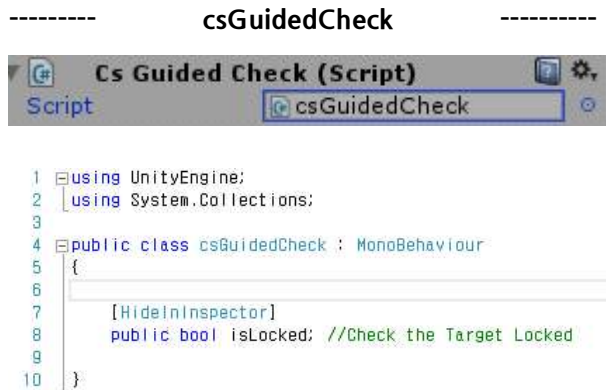 --------- csGuidedCheck ----------
Cs Guided Check (Script)
Script csGuidedCheck
1 using UnityEngine;
2 using System.Collections;
3
4 public class csGuidedCheck : MonoBehaviour
5 {
6
7 [HideInInspector]
8 public bool isLocked; //Check the Target Locked
9
10 }